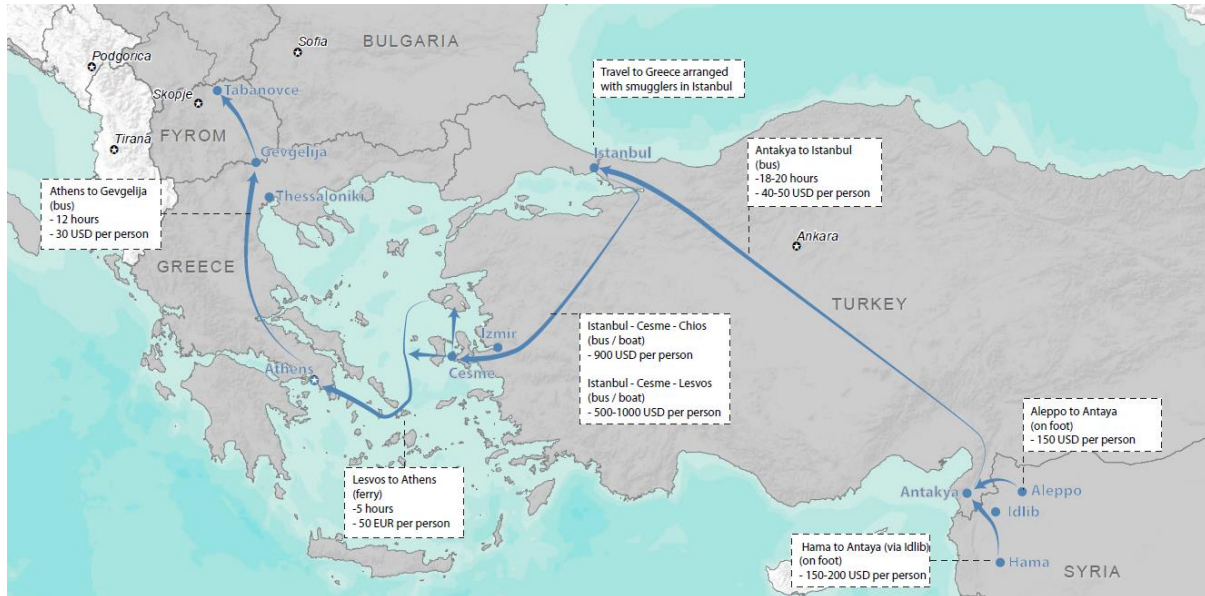 BULGARIA
Sofia
Podgorica
Tabanovce
Skopje
FYROM
Tirana
Gevgelija
Travel to Greece arranged
with smugglers in Istanbul
Istanbul
Antakya to Istanbul
(bus)
-18-20 hours
- 40-50 USD per person
Athens to Gevgelija
(bus)
- 12 hours
- 30 USD per person
Thessaloniki
Ankara
GREECE
TURKEY
Izmir
Cesme
Athens
Istanbul - Cesme - Chios
(bus / boat)
- 900 USD per person
Istanbul - Cesme - Lesvos
(bus / boat)
- 500-1000 USD per person
Lesvos to Athens
(ferry)
-5 hours
- 50 EUR per person
Aleppo to Antaya
(on foot)
- 150 USD per person
Antakya
Aleppo
Idlib
Hama to Antaya (via Idlib)
(on foot)
- 150-200 USD per person
Hama
SYRIA